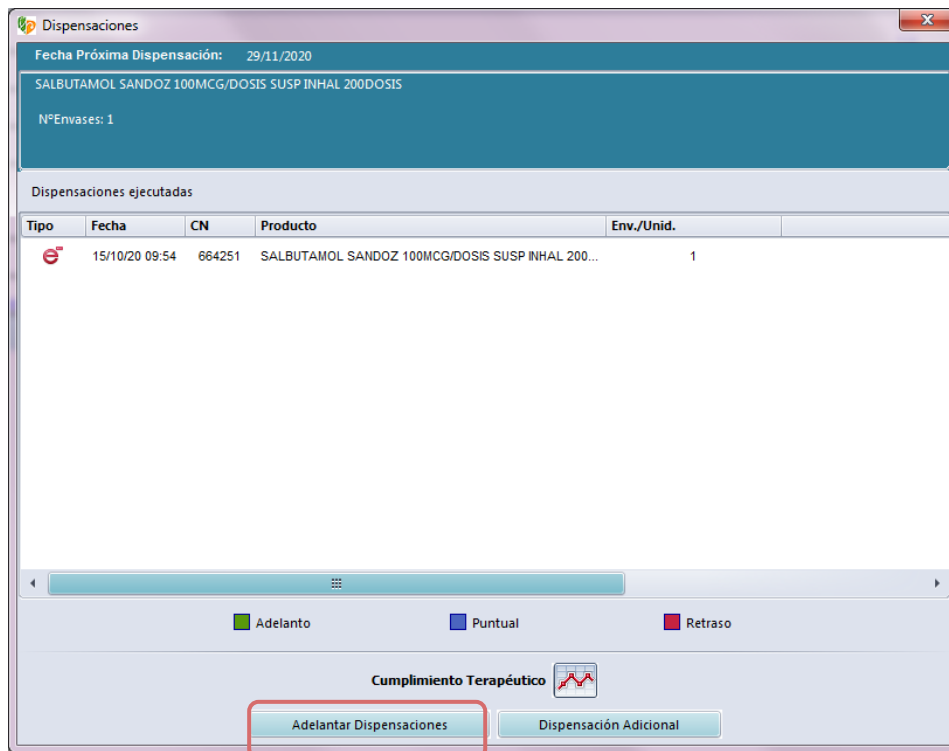 Dispensaciones
Fecha Próxima Dispensación: 29/11/2020
SALBUTAMOL SANDOZ 100MCG/DOSIS SUSP INHAL 200DOSIS
NºEnvases: 1
Dispensaciones ejecutadas
Tipo Fecha CN Producto Env./Unid.
e 15/10/20 09:54 664251 SALBUTAMOL SANDOZ 100MCG/DOSIS SUSP INHAL 200... 1
Adelanto Puntual Retraso
Cumplimiento Terapéutico
Adelantar Dispensaciones Dispensación Adicional